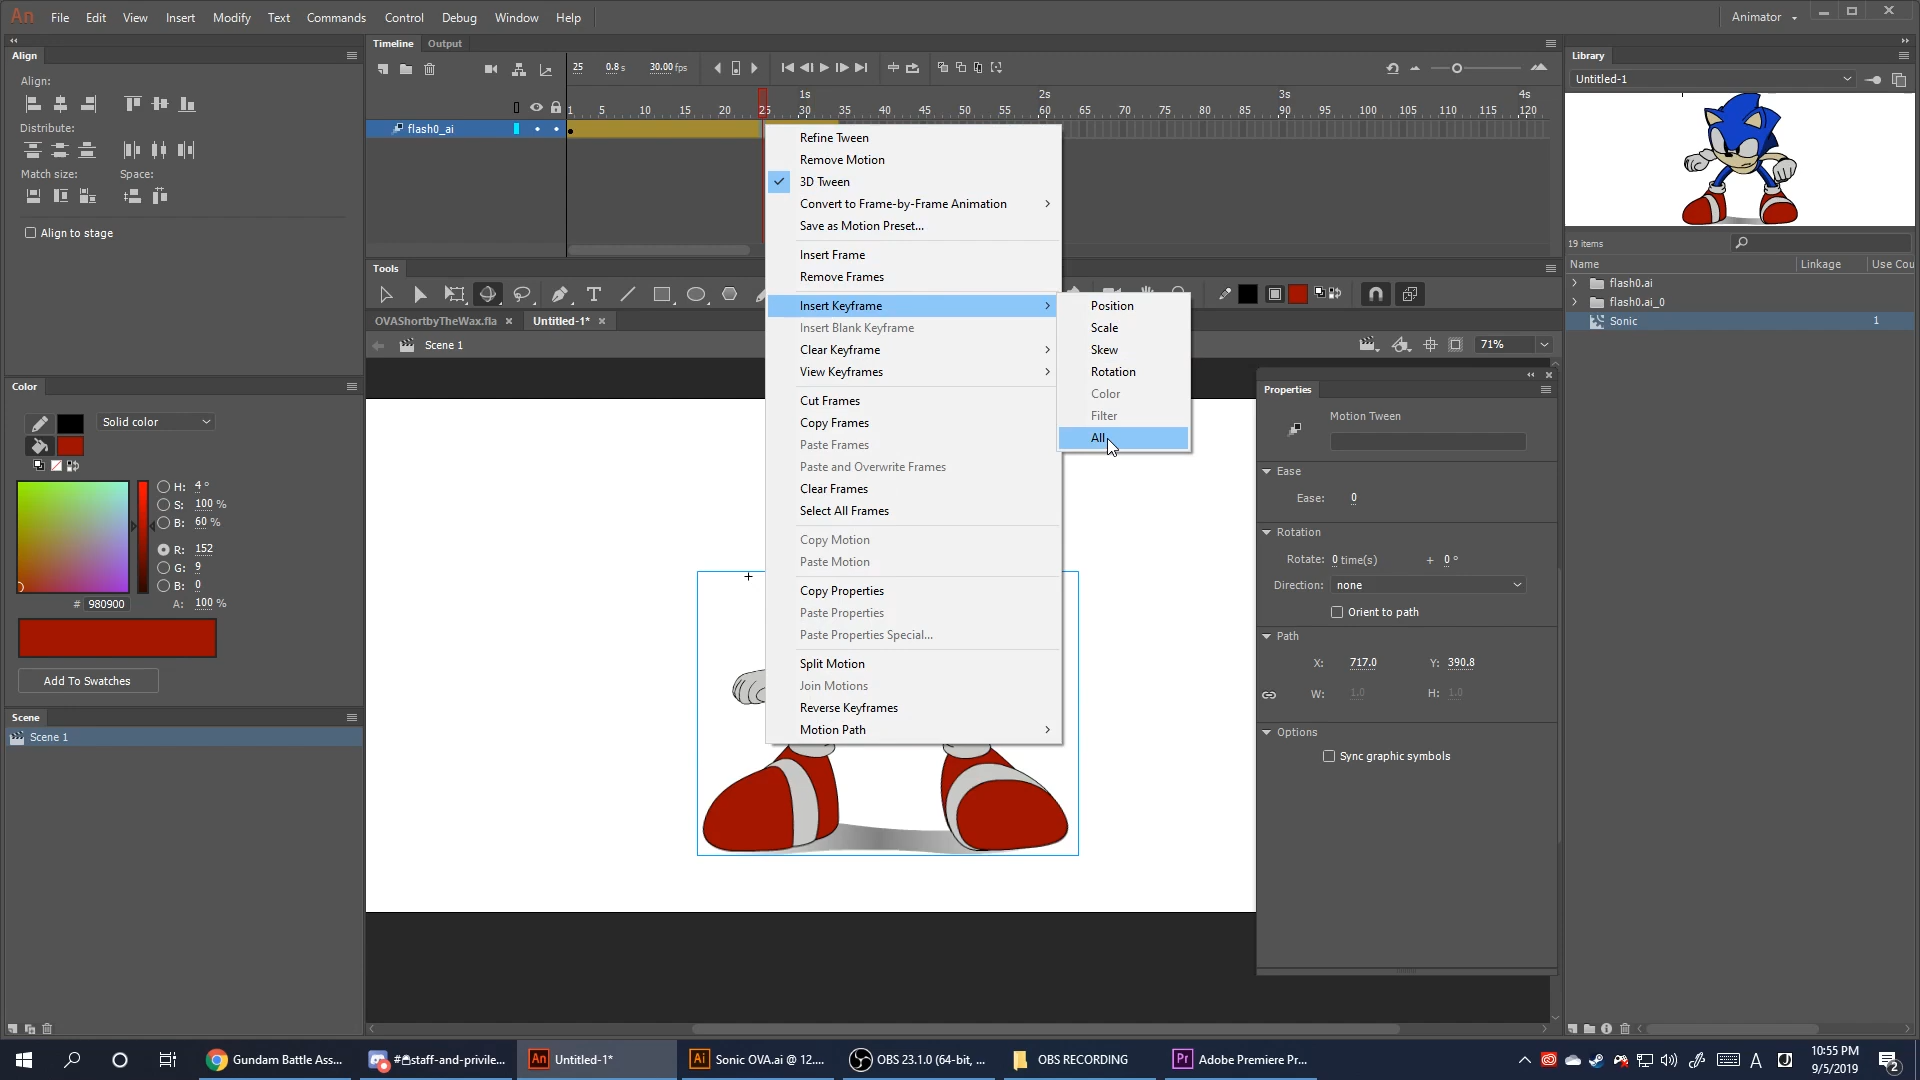 An File Edit View Insert Modify Text Commands Control Debug Window Help Animator
Align
Align:
Distribute:
Match size: Space:
Align to stage
Color
Solid color
H: 4 °
S: 100 %
B: 60 %
R: 152
G: 9
B: 0
# 980900 A: 100 %
Add To Swatches
Scene
Scene 1
Timeline Output
25 0.8 s 30.00 fps
1s 2s 3s 4s
1 5 10 15 20 25 30 35 40 45 50 55 60 65 70 75 80 85 90 95 100 105 110 115 120
flash0_ai
Tools
OVAShortbyTheWax.fla × Untitled-1* ×
Scene 1
71%
Refine Tween
Remove Motion
3D Tween
Convert to Frame-by-Frame Animation
Save as Motion Preset...
Insert Frame
Remove Frames
Insert Keyframe
Insert Blank Keyframe
Clear Keyframe
View Keyframes
Cut Frames
Copy Frames
Paste Frames
Paste and Overwrite Frames
Clear Frames
Select All Frames
Copy Motion
Paste Motion
Copy Properties
Paste Properties
Paste Properties Special...
Split Motion
Join Motions
Reverse Keyframes
Motion Path
Position
Scale
Skew
Rotation
Color
Filter
All
Properties
Motion Tween
Ease
Ease: 0
Rotation
Rotate: 0 time(s) + 0 °
Direction: none
Orient to path
Path
X: 717.0 Y: 390.8
W: 1.0 H: 1.0
Options
Sync graphic symbols
Library
Untitled-1
19 items
Name Linkage Use Cou
flash0.ai
flash0.ai_0
Sonic 1
Gundam Battle Ass...
#staff-and-privile...
An Untitled-1*
Ai Sonic OVA.ai @ 12....
OBS 23.1.0 (64-bit, ...
OBS RECORDING
Pr Adobe Premiere Pr...
A
10:55 PM
9/5/2019
2